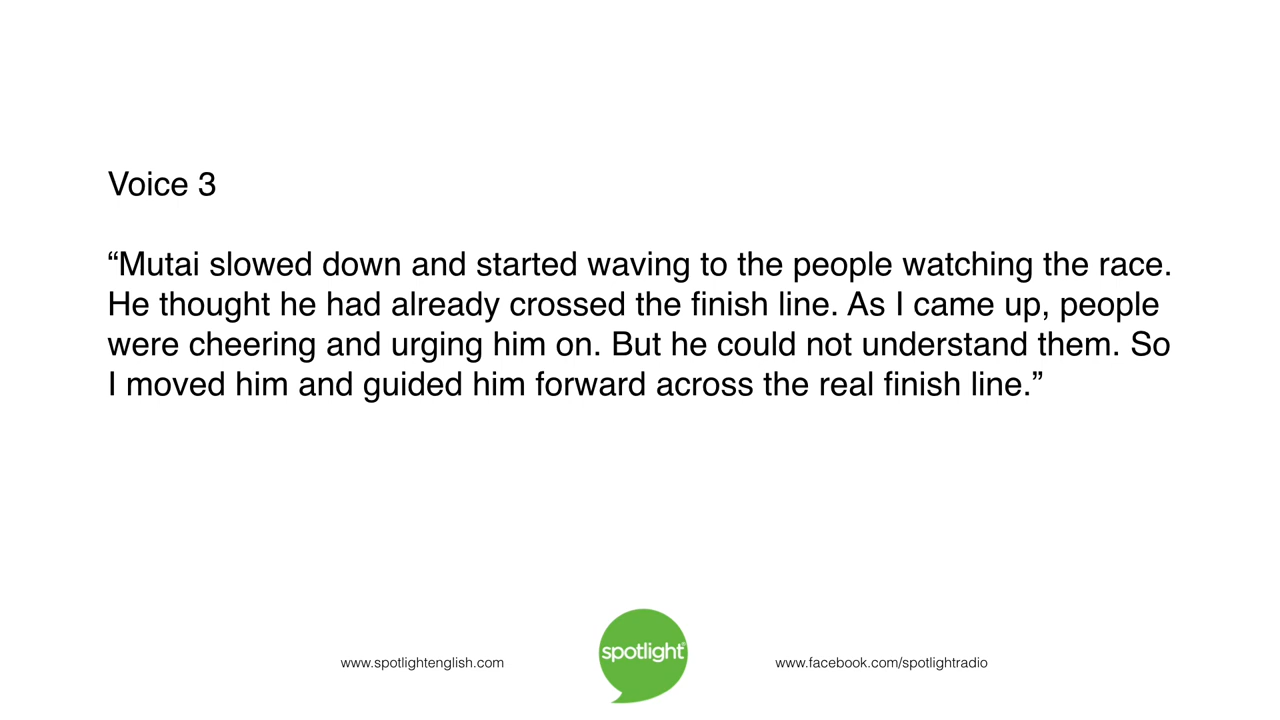 Voice 3
“Mutai slowed down and started waving to the people watching the race.
He thought he had already crossed the finish line. As I came up, people
were cheering and urging him on. But he could not understand them. So
I moved him and guided him forward across the real finish line.”
www.spotlightenglish.com
spotlight®
www.facebook.com/spotlightradio